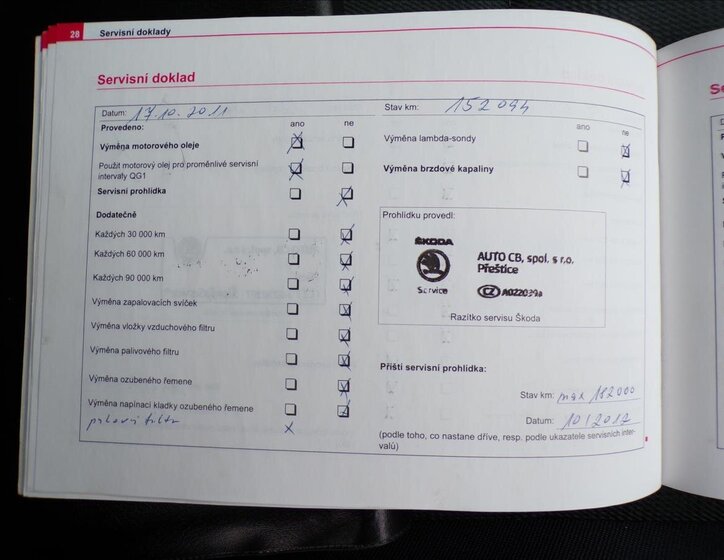 28 Servisní doklady
Servisní doklad
Datum: 17.10.2011
Stav km: 152094
Provedeno: ano ne
ano ne
Výměna motorového oleje
Výměna lambda-sondy
Použit motorový olej pro proměnlivé servisní
intervaly QG1
Výměna brzdové kapaliny
Servisní prohlídka
Dodatečně
Každých 30 000 km
Každých 60 000 km
Každých 90 000 km
Výměna zapalovacích svíček
Výměna vložky vzduchového filtru
Výměna palivového filtru
Výměna ozubeného řemene
Výměna napínací kladky ozubeného řemene
pylový filtr x
Prohlídku provedl:
ŠKODA
AUTO CB, spol. s r.o.
Přeštice
Service
CZ
Razítko servisu Škoda
Příští servisní prohlídka:
Stav km: max 182000
Datum: 10/2012
(podle toho, co nastane dříve, resp. podle ukazatele servisních inter-
valů)